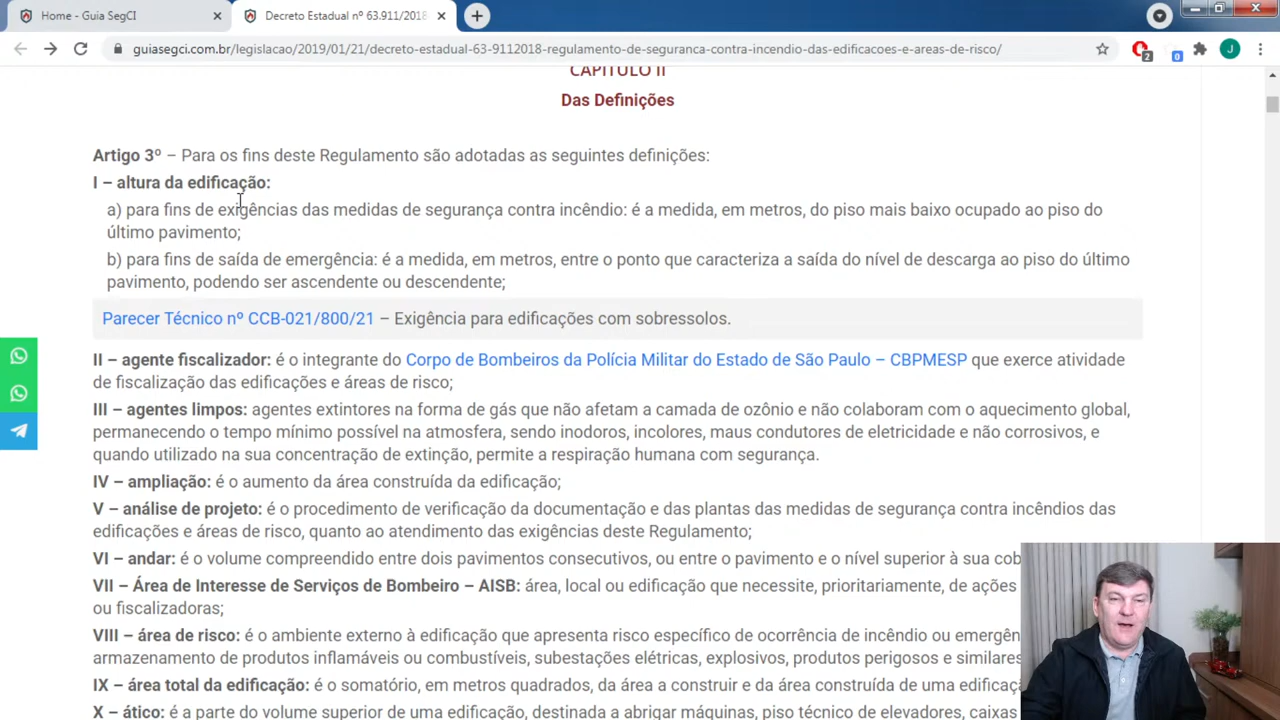 Home - Guia SegCI
Decreto Estadual nº 63.911/2018
guiasegci.com.br/legislacao/2019/01/21/decreto-estadual-63-9112018-regulamento-de-seguranca-contra-incendio-das-edificacoes-e-areas-de-risco/
2
0
J
CAPÍTULO II
Das Definições
Artigo 3º – Para os fins deste Regulamento são adotadas as seguintes definições:
I – altura da edificação:
a) para fins de exigências das medidas de segurança contra incêndio: é a medida, em metros, do piso mais baixo ocupado ao piso do
último pavimento;
b) para fins de saída de emergência: é a medida, em metros, entre o ponto que caracteriza a saída do nível de descarga ao piso do último
pavimento, podendo ser ascendente ou descendente;
Parecer Técnico nº CCB-021/800/21 – Exigência para edificações com sobressolos.
II – agente fiscalizador: é o integrante do Corpo de Bombeiros da Polícia Militar do Estado de São Paulo – CBPMESP que exerce atividade
de fiscalização das edificações e áreas de risco;
III – agentes limpos: agentes extintores na forma de gás que não afetam a camada de ozônio e não colaboram com o aquecimento global,
permanecendo o tempo mínimo possível na atmosfera, sendo inodoros, incolores, maus condutores de eletricidade e não corrosivos, e
quando utilizado na sua concentração de extinção, permite a respiração humana com segurança.
IV – ampliação: é o aumento da área construída da edificação;
V – análise de projeto: é o procedimento de verificação da documentação e das plantas das medidas de segurança contra incêndios das
edificações e áreas de risco, quanto ao atendimento das exigências deste Regulamento;
VI – andar: é o volume compreendido entre dois pavimentos consecutivos, ou entre o pavimento e o nível superior à sua cob
VII – Área de Interesse de Serviços de Bombeiro – AISB: área, local ou edificação que necessite, prioritariamente, de ações
ou fiscalizadoras;
VIII – área de risco: é o ambiente externo à edificação que apresenta risco específico de ocorrência de incêndio ou emergên
armazenamento de produtos inflamáveis ou combustíveis, subestações elétricas, explosivos, produtos perigosos e similares
IX – área total da edificação: é o somatório, em metros quadrados, da área a construir e da área construída de uma edificaçã
X – ático: é a parte do volume superior de uma edificação, destinada a abrigar máquinas, piso técnico de elevadores, caixas